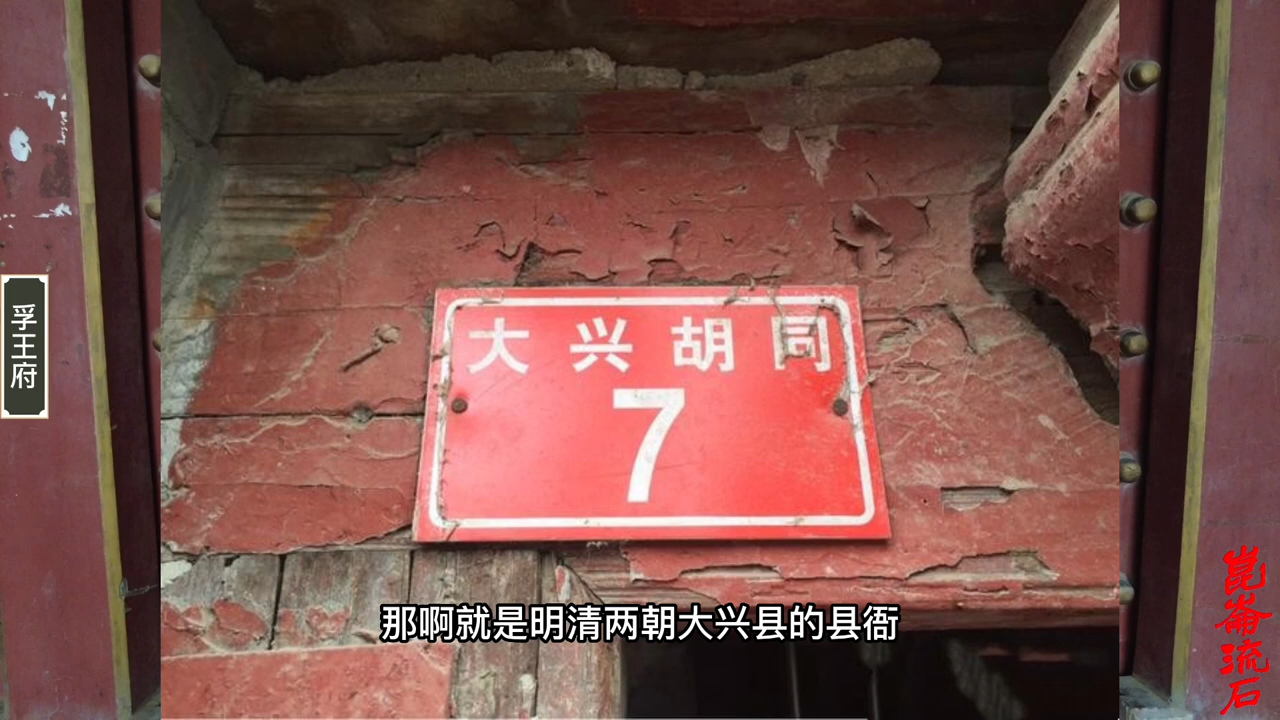 大兴胡同
7
孚王府
那啊就是明清两朝大兴县的县衙
崑崙流石